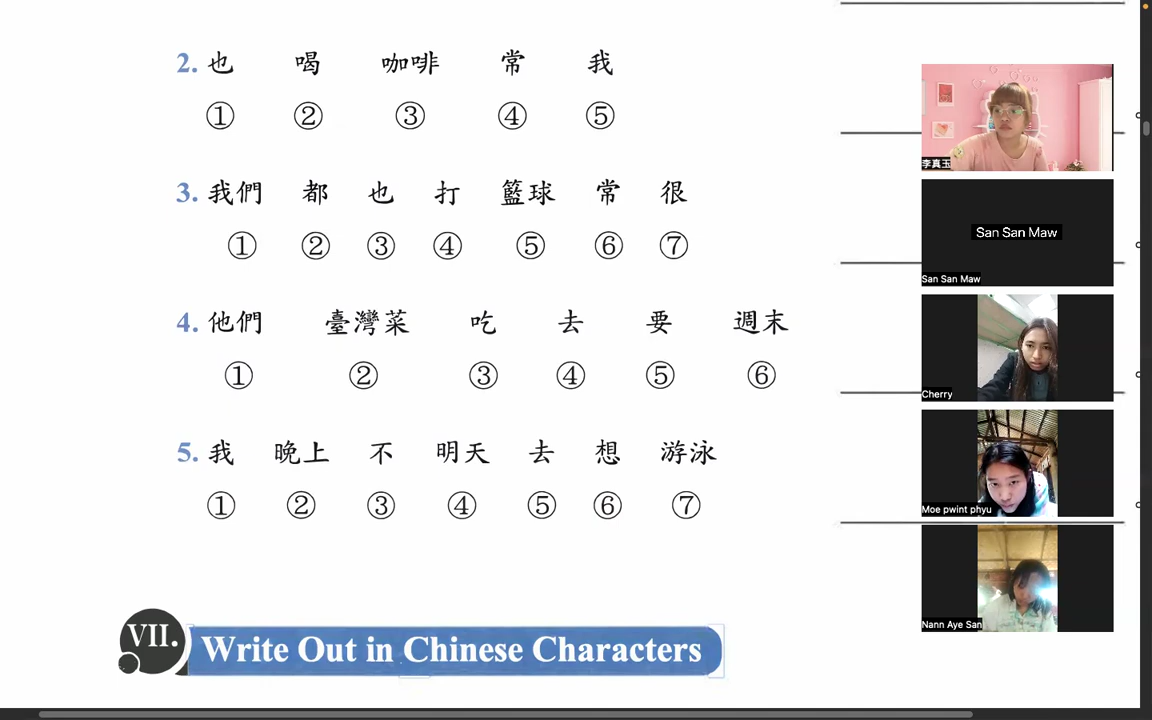 2. 也 喝 咖啡 常 我
① ② ③ ④ ⑤
3. 我們 都 也 打 籃球 常 很
① ② ③ ④ ⑤ ⑥ ⑦
4. 他們 臺灣菜 吃 去 要 週末
① ② ③ ④ ⑤ ⑥
5. 我 晚上 不 明天 去 想 游泳
① ② ③ ④ ⑤ ⑥ ⑦
VII. Write Out in Chinese Characters
李真玉
San San Maw
San San Maw
Cherry
Moe pwint phyu
Nann Aye San